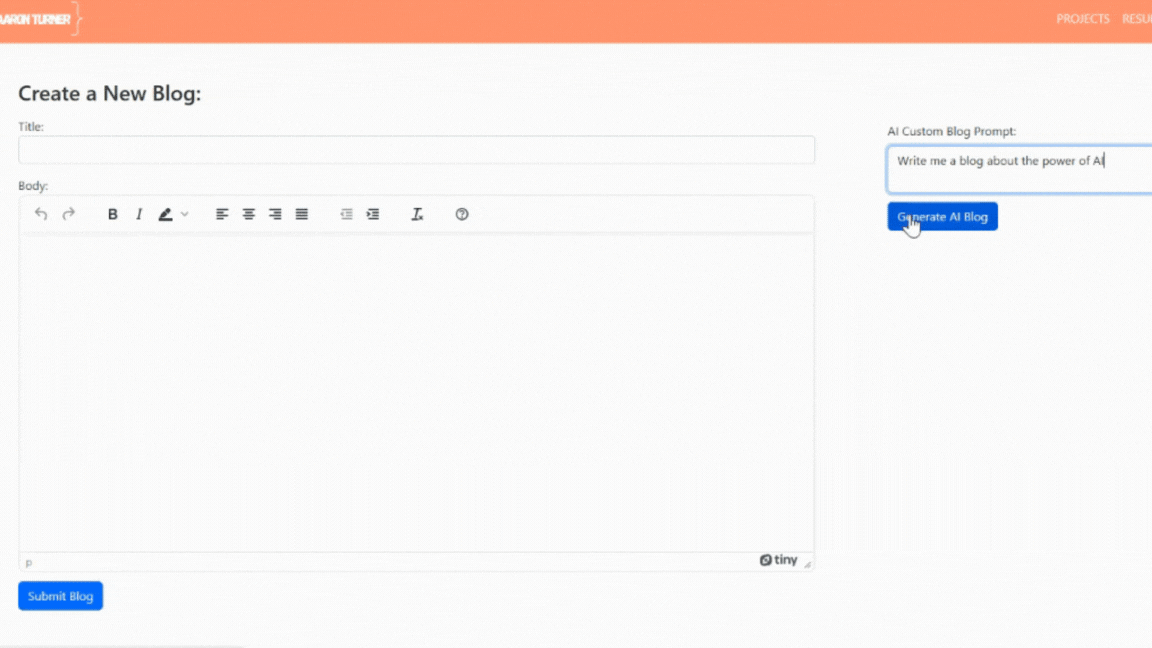 AARON TURNER
PROJECTS
Create a New Blog:
Title:
Body:
B I
p
tiny
Submit Blog
AI Custom Blog Prompt:
Write me a blog about the power of AI
Generate AI Blog